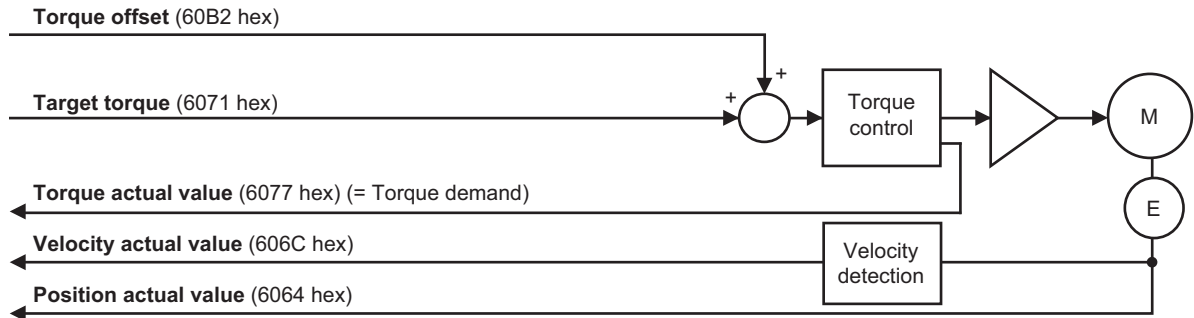 Torque offset (60B2 hex)
+
Target torque (6071 hex)
+
Torque
control
M
Torque actual value (6077 hex) (= Torque demand)
E
Velocity actual value (606C hex)
Velocity
detection
Position actual value (6064 hex)